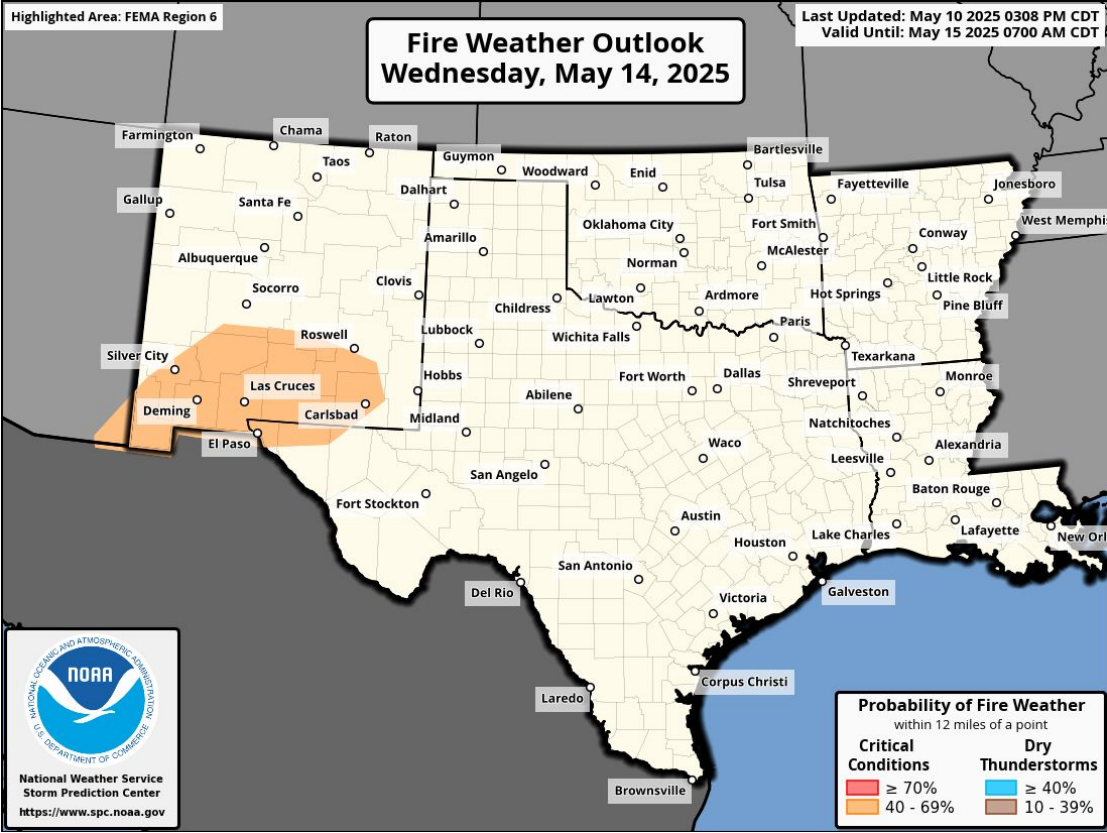 Highlighted Area: FEMA Region 6
Last Updated: May 10 2025 0308 PM CDT
Valid Until: May 15 2025 0700 AM CDT
Fire Weather Outlook
Wednesday, May 14, 2025
Farmington
Chama
Raton
Taos
Guymon
Woodward
Enid
Bartlesville
Tulsa
Fayetteville
Jonesboro
Gallup
Santa Fe
Dalhart
Oklahoma City
Fort Smith
West Memphis
Albuquerque
Amarillo
Norman
McAlester
Conway
Little Rock
Socorro
Clovis
Childress
Lawton
Ardmore
Hot Springs
Pine Bluff
Roswell
Lubbock
Wichita Falls
Paris
Texarkana
Silver City
Las Cruces
Hobbs
Fort Worth
Dallas
Shreveport
Monroe
Deming
Carlsbad
Midland
Abilene
Natchitoches
El Paso
Waco
Leesville
Alexandria
San Angelo
Fort Stockton
Baton Rouge
Austin
Houston
Lake Charles
Lafayette
New Orl
San Antonio
Del Rio
Victoria
Galveston
Laredo
Corpus Christi
Brownsville
NATIONAL OCEANIC AND ATMOSPHERIC ADMINISTRATION
NOAA
U.S. DEPARTMENT OF COMMERCE
National Weather Service
Storm Prediction Center
https://www.spc.noaa.gov
Probability of Fire Weather
within 12 miles of a point
Critical
Conditions
≥ 70%
40 - 69%
Dry
Thunderstorms
≥ 40%
10 - 39%